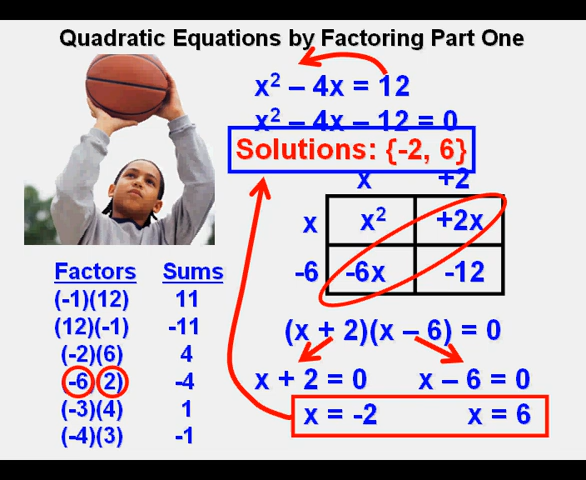 Quadratic Equations by Factoring Part One
x² – 4x = 12
x² – 4x – 12 = 0
Solutions: {-2, 6}
x +2
x x² +2x
-6 -6x -12
Factors Sums
(-1)(12) 11
(12)(-1) -11
(-2)(6) 4
(-6)(2) -4
(-3)(4) 1
(-4)(3) -1
(x + 2)(x – 6) = 0
x + 2 = 0 x – 6 = 0
x = -2 x = 6